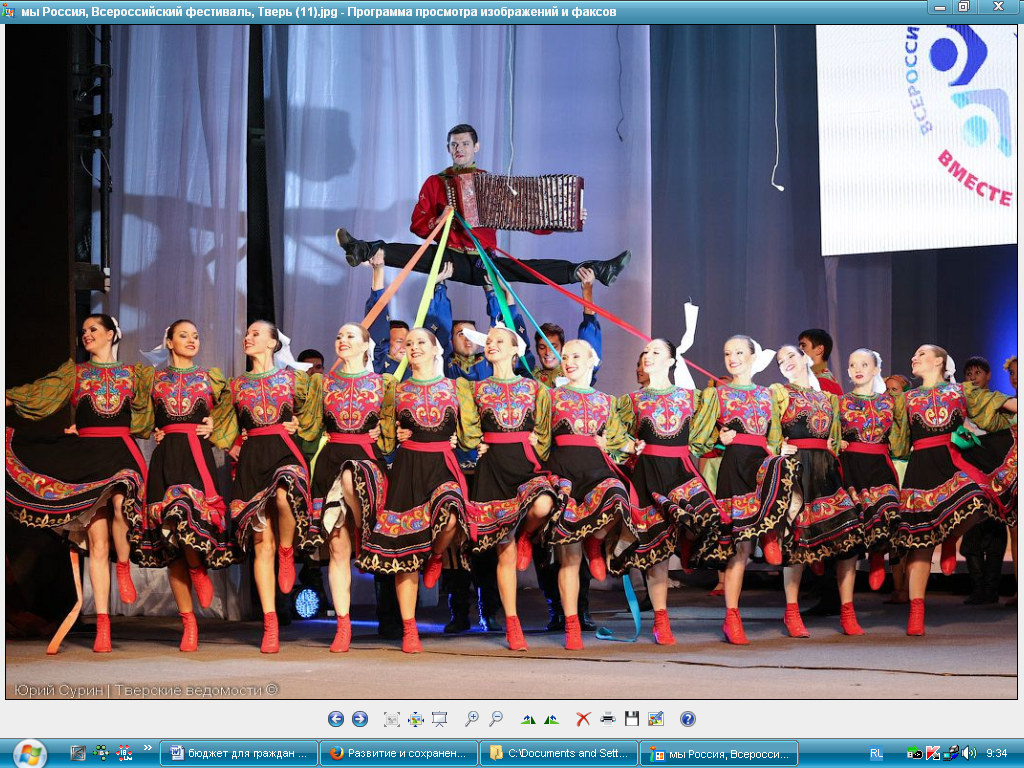 мы Россия, Всероссийский фестиваль, Тверь (11).jpg - Программа просмотра изображений и факсов
ВСЕРОССИ
ВМЕСТЕ
Юрий Сурин | Тверские ведомости ©
бюджет для граждан ...
Развитие и сохранен...
C:\Documents and Sett...
мы Россия, Всеросси...
RL
9:34